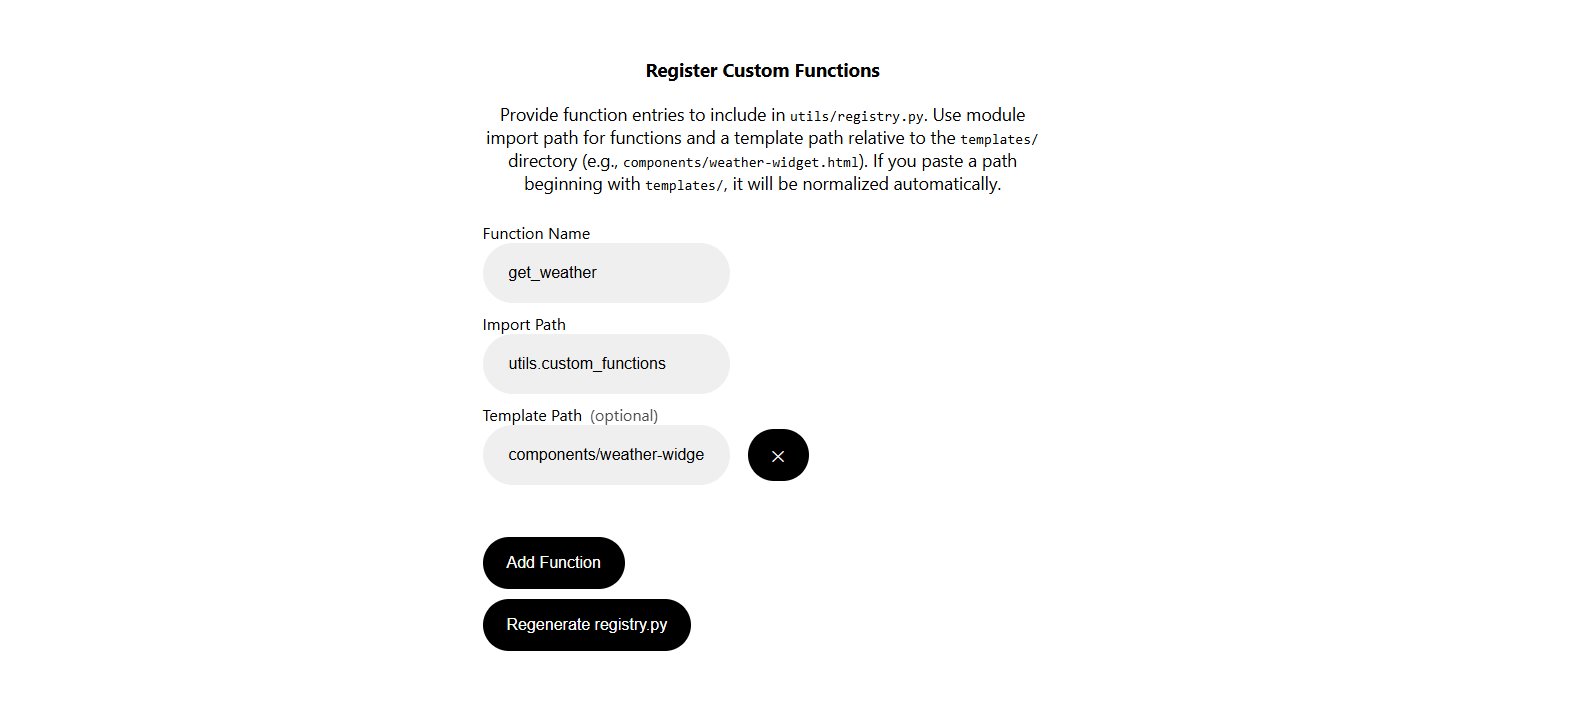 Register Custom Functions
Provide function entries to include in utils/registry.py. Use module
import path for functions and a template path relative to the templates/
directory (e.g., components/weather-widget.html). If you paste a path
beginning with templates/, it will be normalized automatically.
Function Name
get_weather
Import Path
utils.custom_functions
Template Path (optional)
components/weather-widge
×
Add Function
Regenerate registry.py